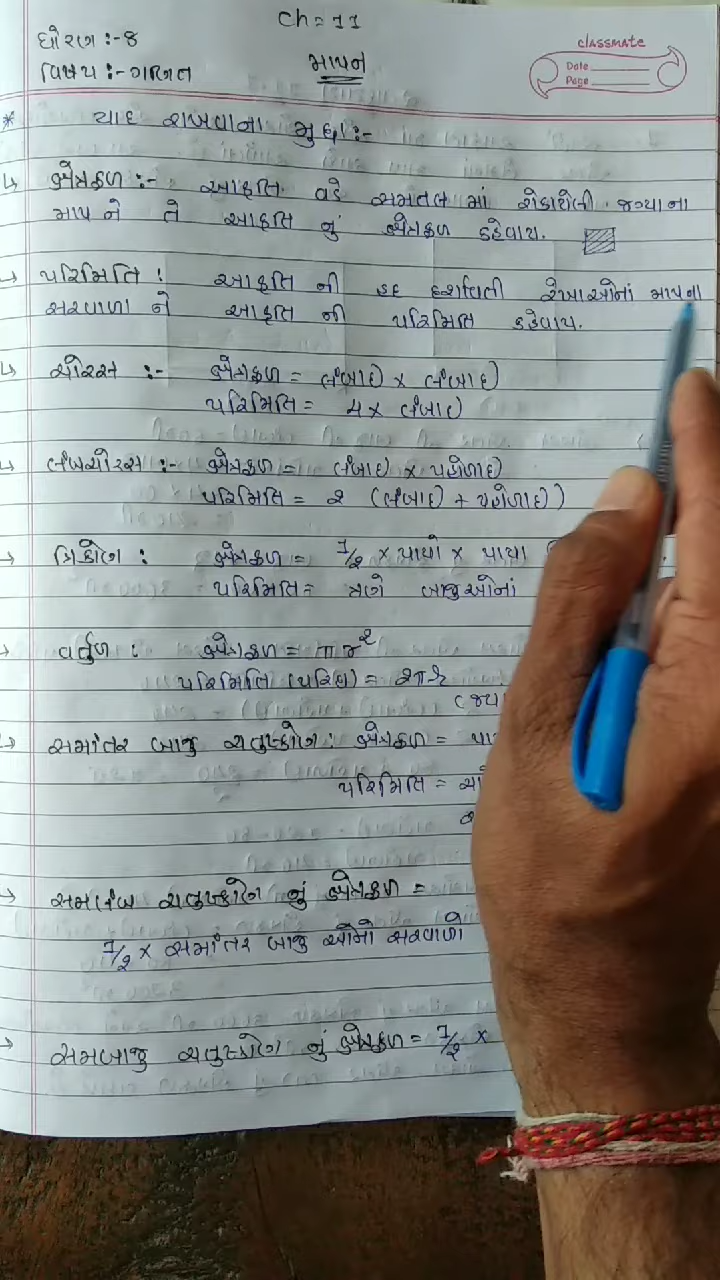 ch = 11
ધોરણ :- 8
classmate
Date
વિષય :- ગણિત
માપન
Page
* યાદ રાખવાના મુદ્દા :-
↳ ક્ષેત્રફળ :- આકૃતિ વડે સમતલ માં રોકાયેલી જગ્યાના
માપ ને તે આકૃતિ નું ક્ષેત્રફળ કહેવાય.
→ પરિમિતિ : આકૃતિ ની હદ દર્શાવતી રેખાઓનાં માપના
સરવાળા ને આકૃતિ ની પરિમિતિ કહેવાય.
↳ ચોરસ :- ક્ષેત્રફળ = લંબાઈ × લંબાઈ
પરિમિતિ = 4 × લંબાઈ
↳ લંબચોરસ :- ક્ષેત્રફળ = લંબાઈ × પહોળાઈ
પરિમિતિ = 2 (લંબાઈ + પહોળાઈ)
→ ત્રિકોણ : ક્ષેત્રફળ = 1/2 × પાયો × પાયા
પરિમિતિ = ત્રણે બાજુઓનાં
→ વર્તુળ : ક્ષેત્રફળ = πr²
પરિમિતિ (પરિઘ) = 2πr
(જ્યા
→ સમાંતર બાજુ ચતુષ્કોણ : ક્ષેત્રફળ = પા
પરિમિતિ =
→ સમલંબ ચતુષ્કોણ નું ક્ષેત્રફળ =
1/2 × સમાંતર બાજુ ઓનો સરવાળો
→ સમબાજુ ચતુષ્કોણ નું ક્ષેત્રફળ = 1/2 ×